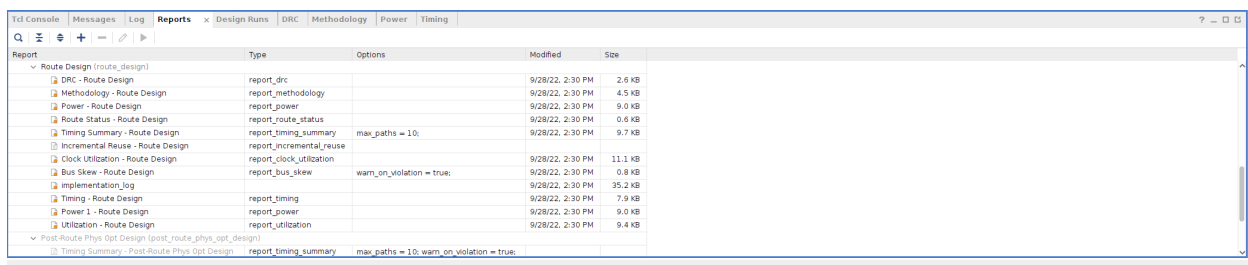 Tcl Console Messages Log Reports × Design Runs DRC Methodology Power Timing ?
Report Type Options Modified Size
Route Design (route_design)
DRC - Route Design report_drc 9/28/22, 2:30 PM 2.6 KB
Methodology - Route Design report_methodology 9/28/22, 2:30 PM 4.5 KB
Power - Route Design report_power 9/28/22, 2:30 PM 9.0 KB
Route Status - Route Design report_route_status 9/28/22, 2:30 PM 0.6 KB
Timing Summary - Route Design report_timing_summary max_paths = 10; 9/28/22, 2:30 PM 9.7 KB
Incremental Reuse - Route Design report_incremental_reuse
Clock Utilization - Route Design report_clock_utilization 9/28/22, 2:30 PM 11.1 KB
Bus Skew - Route Design report_bus_skew warn_on_violation = true; 9/28/22, 2:30 PM 0.8 KB
implementation_log 9/28/22, 2:30 PM 35.2 KB
Timing - Route Design report_timing 9/28/22, 2:30 PM 7.9 KB
Power 1 - Route Design report_power 9/28/22, 2:30 PM 9.0 KB
Utilization - Route Design report_utilization 9/28/22, 2:30 PM 9.4 KB
Post-Route Phys Opt Design (post_route_phys_opt_design)
Timing Summary - Post-Route Phys Opt Design report_timing_summary max_paths = 10; warn_on_violation = true;